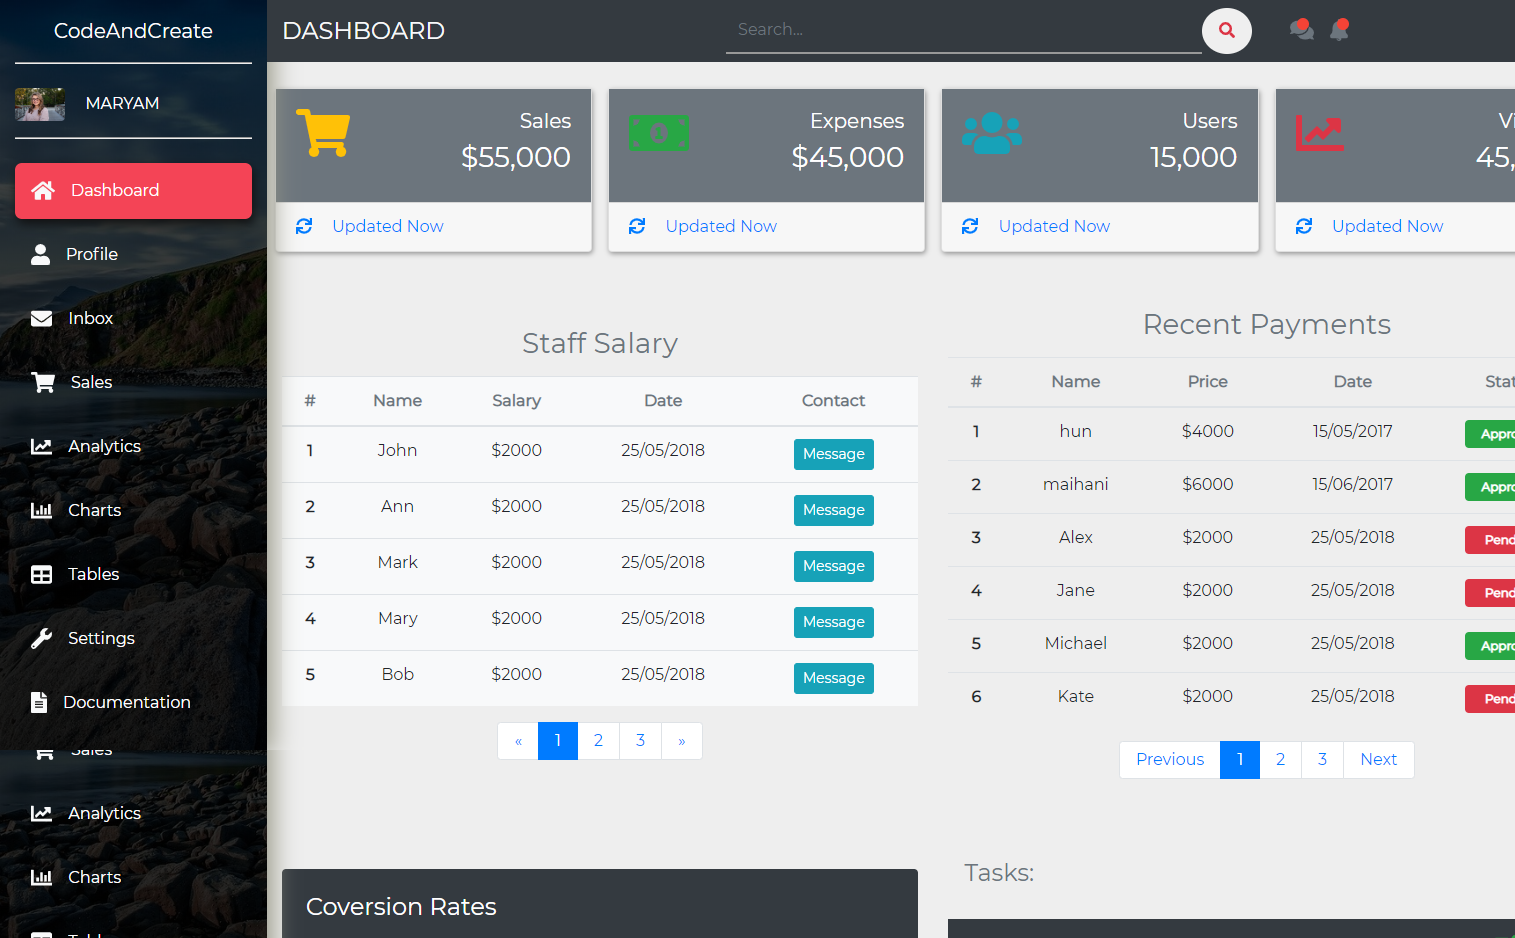 CodeAndCreate
MARYAM
Dashboard
Profile
Inbox
Sales
Analytics
Charts
Tables
Settings
Documentation
Sales
Analytics
Charts
DASHBOARD
Search...
Sales
$55,000
Updated Now
Expenses
$45,000
Updated Now
Users
15,000
Updated Now
Vi
45,
Updated Now
Staff Salary
# Name Salary Date Contact
1 John $2000 25/05/2018 Message
2 Ann $2000 25/05/2018 Message
3 Mark $2000 25/05/2018 Message
4 Mary $2000 25/05/2018 Message
5 Bob $2000 25/05/2018 Message
« 1 2 3 »
Recent Payments
# Name Price Date Stat
1 hun $4000 15/05/2017 Appro
2 maihani $6000 15/06/2017 Appro
3 Alex $2000 25/05/2018 Pend
4 Jane $2000 25/05/2018 Pend
5 Michael $2000 25/05/2018 Appro
6 Kate $2000 25/05/2018 Pend
Previous 1 2 3 Next
Coversion Rates
Tasks: